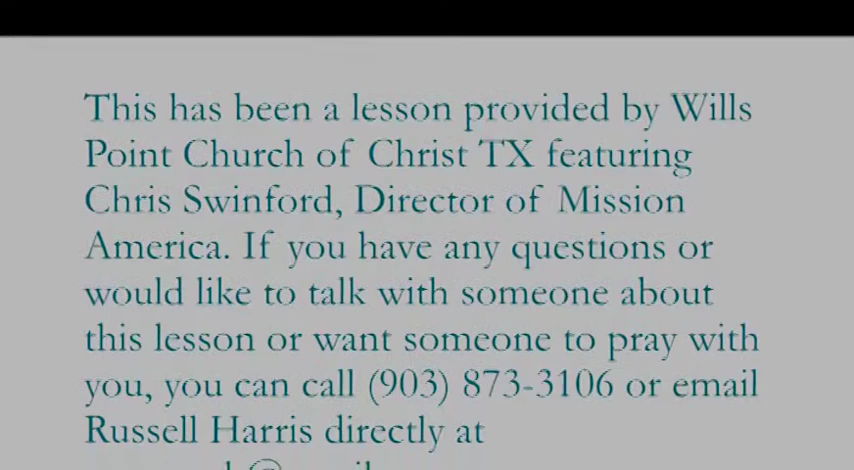 This has been a lesson provided by Wills
Point Church of Christ TX featuring
Chris Swinford, Director of Mission
America. If you have any questions or
would like to talk with someone about
this lesson or want someone to pray with
you, you can call (903) 873-3106 or email
Russell Harris directly at